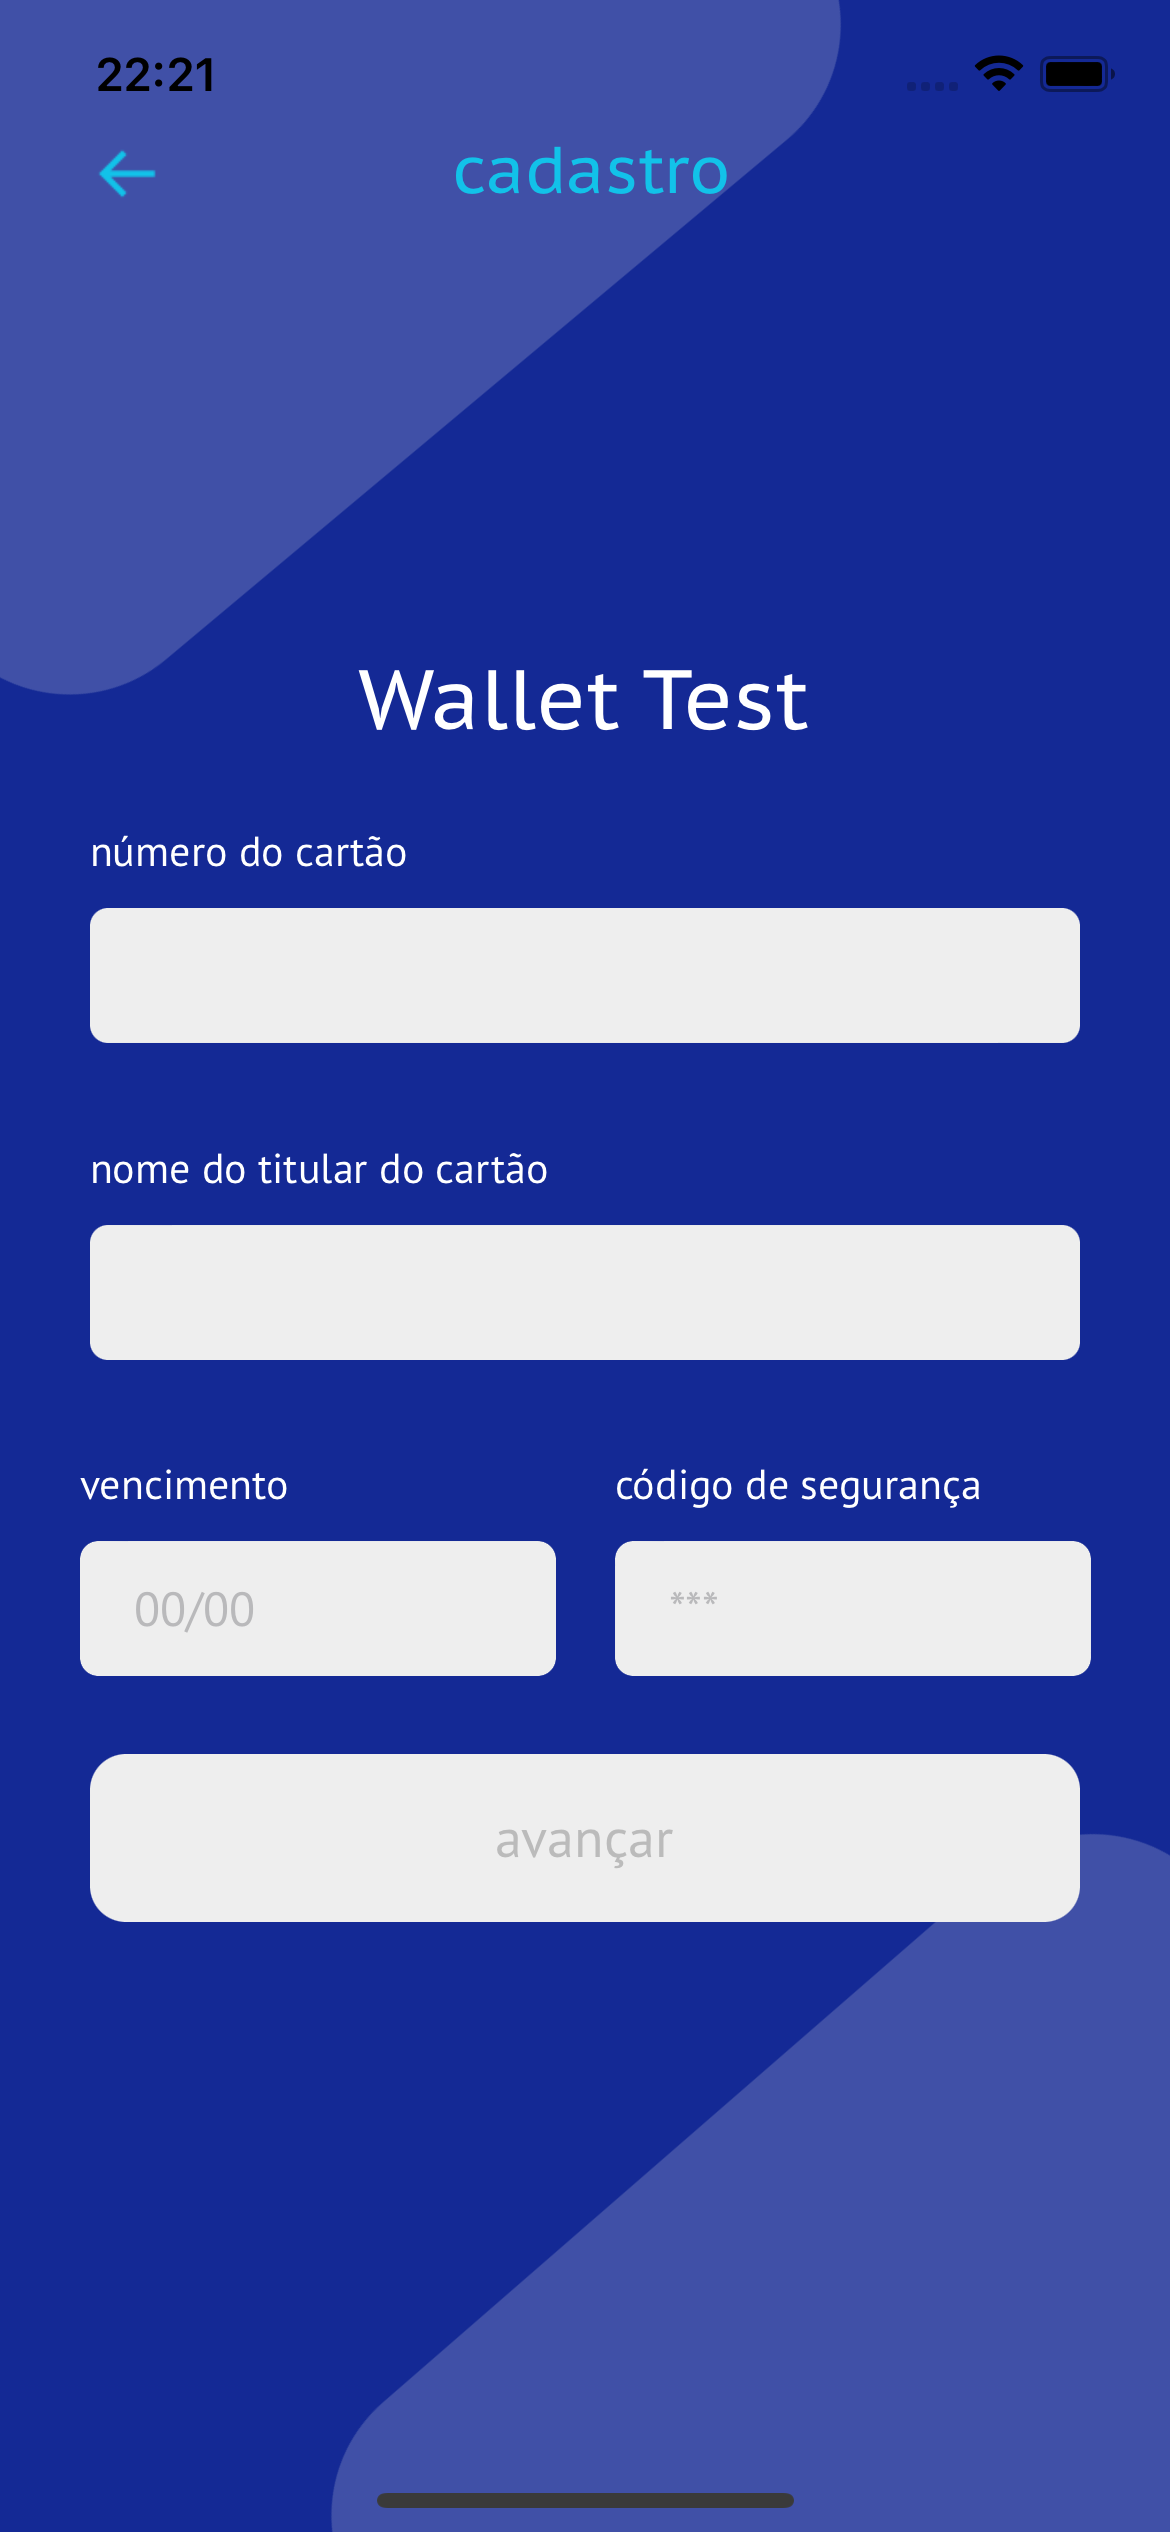 22:21
cadastro
Wallet Test
número do cartão
nome do titular do cartão
vencimento
código de segurança
00/00
***
avançar